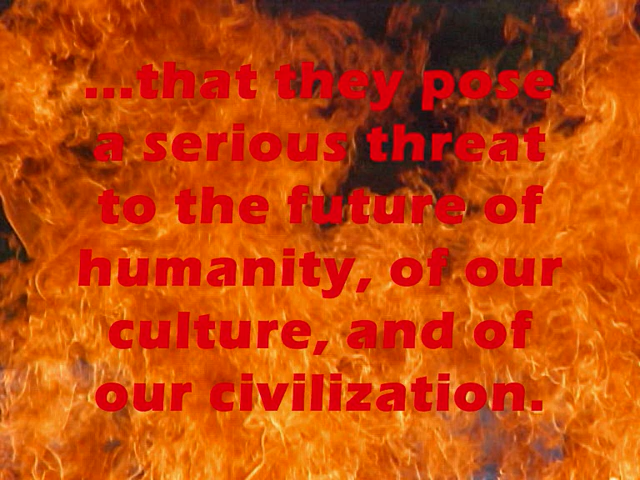 ...that they pose
a serious threat
to the future of
humanity, of our
culture, and of
our civilization.